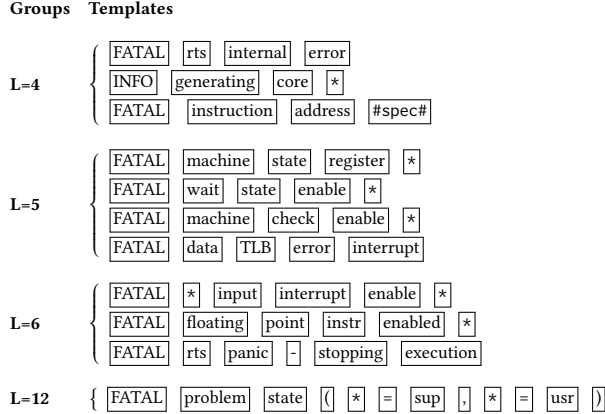 Groups Templates
FATAL rts internal error
L=4 INFO generating core *
FATAL instruction address #spec#
FATAL machine state register *
FATAL wait state enable *
L=5
FATAL machine check enable *
FATAL data TLB error interrupt
FATAL * input interrupt enable *
L=6 FATAL floating point instr enabled *
FATAL rts panic - stopping execution
L=12 FATAL problem state ( * = sup , * = usr )